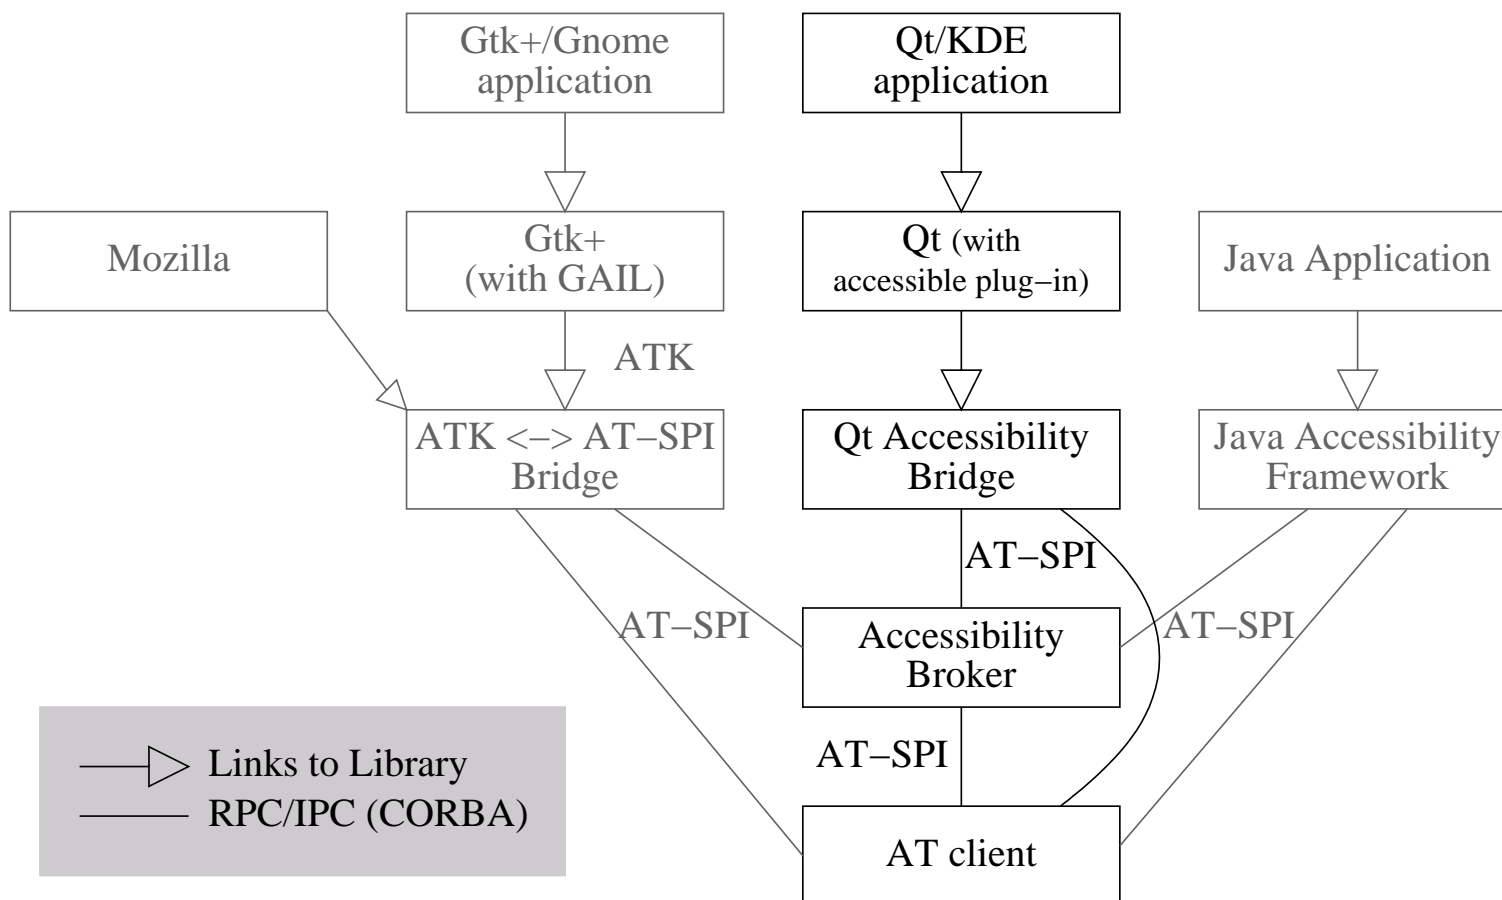 Gtk+/Gnome
application
Qt/KDE
application
Mozilla
Gtk+
(with GAIL)
Qt (with
accessible plug–in)
Java Application
ATK
ATK <–> AT–SPI
Bridge
Qt Accessibility
Bridge
Java Accessibility
Framework
AT–SPI
AT–SPI
Accessibility
Broker
AT–SPI
AT–SPI
Links to Library
RPC/IPC (CORBA)
AT client